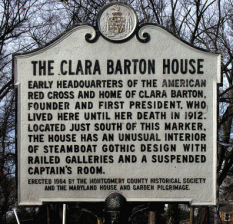 THE CLARA BARTON HOUSE
EARLY HEADQUARTERS OF THE AMERICAN
RED CROSS AND HOME OF CLARA BARTON,
FOUNDER AND FIRST PRESIDENT, WHO
LIVED HERE UNTIL HER DEATH IN 1912.
LOCATED JUST SOUTH OF THIS MARKER,
THE HOUSE HAS AN UNUSUAL INTERIOR
OF STEAMBOAT GOTHIC DESIGN WITH
RAILED GALLERIES AND A SUSPENDED
CAPTAIN'S ROOM.
ERECTED 1964 BY THE MONTGOMERY COUNTY HISTORICAL SOCIETY
AND THE MARYLAND HOUSE AND GARDEN PILGRIMAGE.